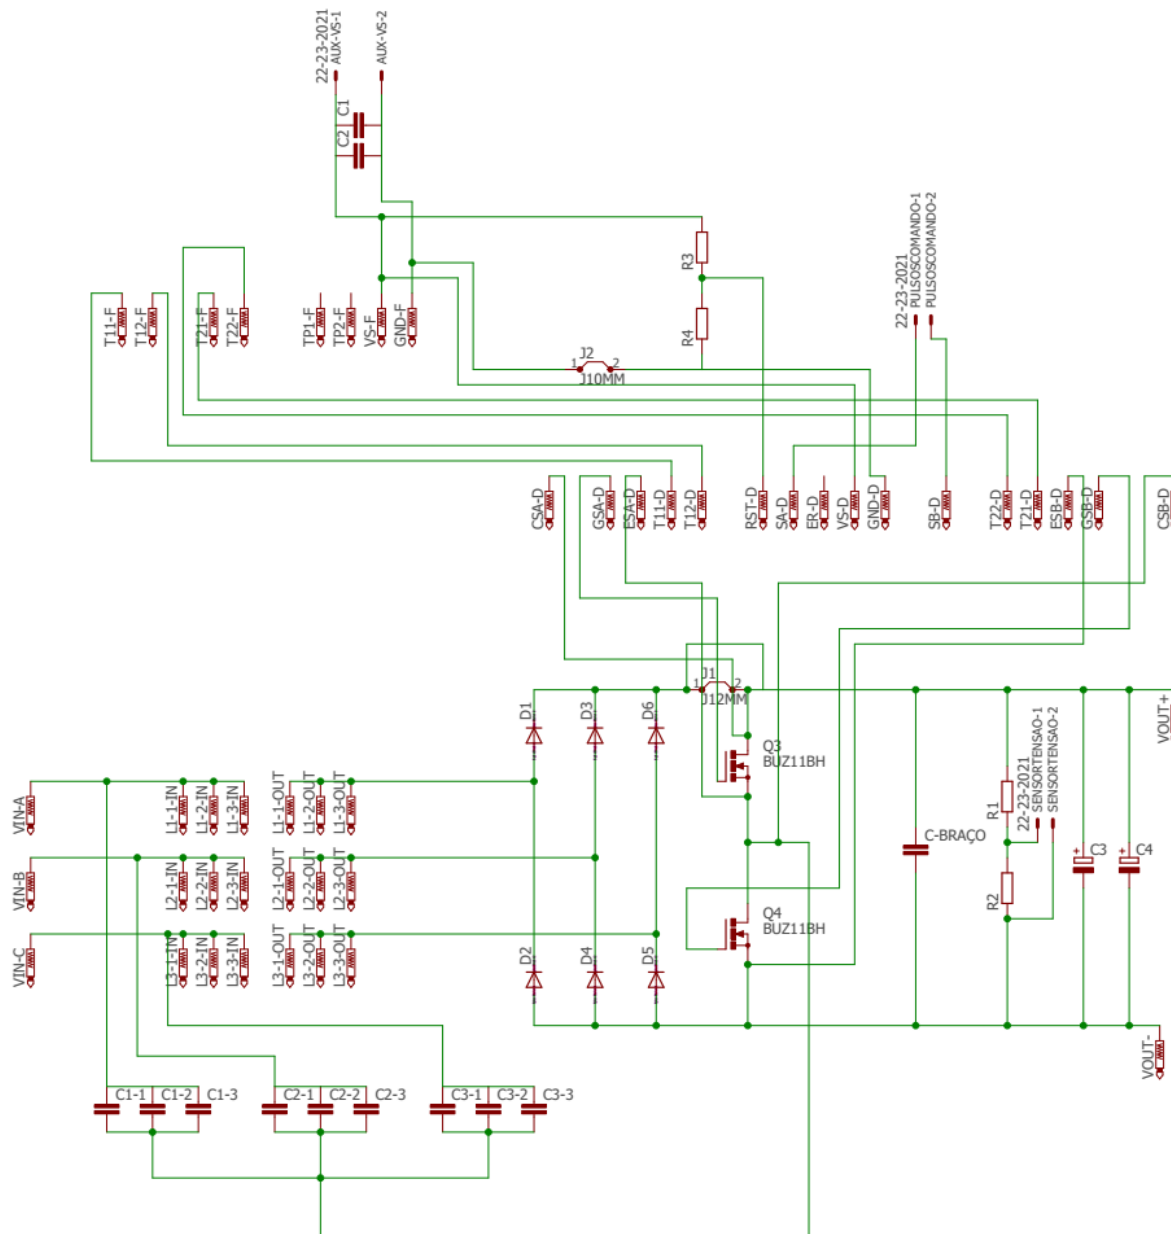 22-23-2021
AUX-VS-1
AUX-VS-2
C1
C2
22-23-2021
PULSOSCOMANDO-1
PULSOSCOMANDO-2
R3
R4
T11-F
T12-F
T21-F
T22-F
TP1-F
TP2-F
VS-F
GND-F
J2
1
2
J10MM
CSA-D
GSA-D
ESA-D
T11-D
T12-D
RST-D
SA-D
ER-D
VS-D
GND-D
SB-D
T22-D
T21-D
ESB-D
GSB-D
CSB-D
J1
1
2
J12MM
D1
D3
D6
Q3
BUZ11BH
VOUT+
22-23-2021
SENSORTENSAO-1
SENSORTENSAO-2
R1
VIN-A
L1-1-IN
L1-2-IN
L1-3-IN
L1-1-OUT
L1-2-OUT
L1-3-OUT
C-BRAÇO
C3
C4
VIN-B
L2-1-IN
L2-2-IN
L2-3-IN
L2-1-OUT
L2-2-OUT
L2-3-OUT
R2
Q4
BUZ11BH
VIN-C
L3-1-IN
L3-2-IN
L3-3-IN
L3-1-OUT
L3-2-OUT
L3-3-OUT
D2
D4
D5
VOUT-
C1-1
C1-2
C1-3
C2-1
C2-2
C2-3
C3-1
C3-2
C3-3